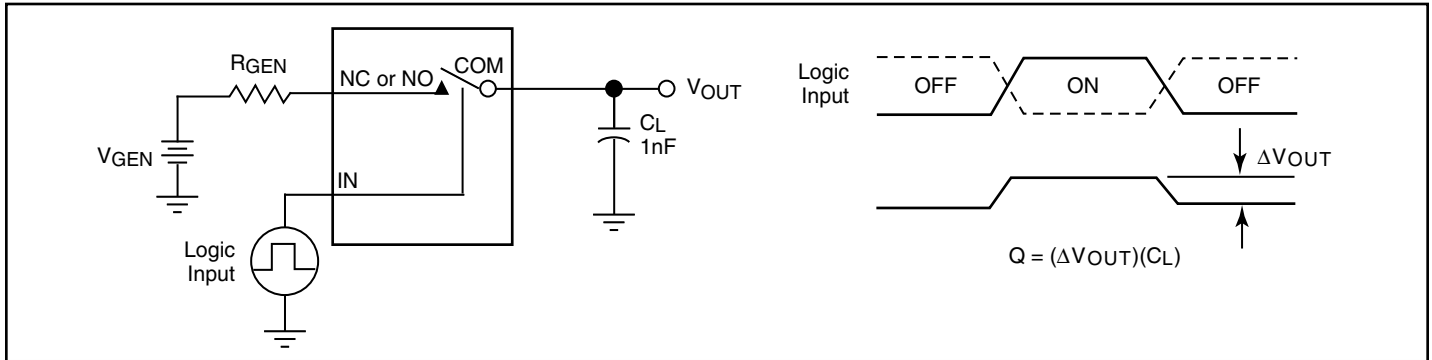 RGEN
NC or NO
COM
VOUT
CL
1nF
VGEN
IN
Logic
Input
Logic
Input
OFF
ON
OFF
ΔVOUT
Q = (ΔVOUT)(CL)